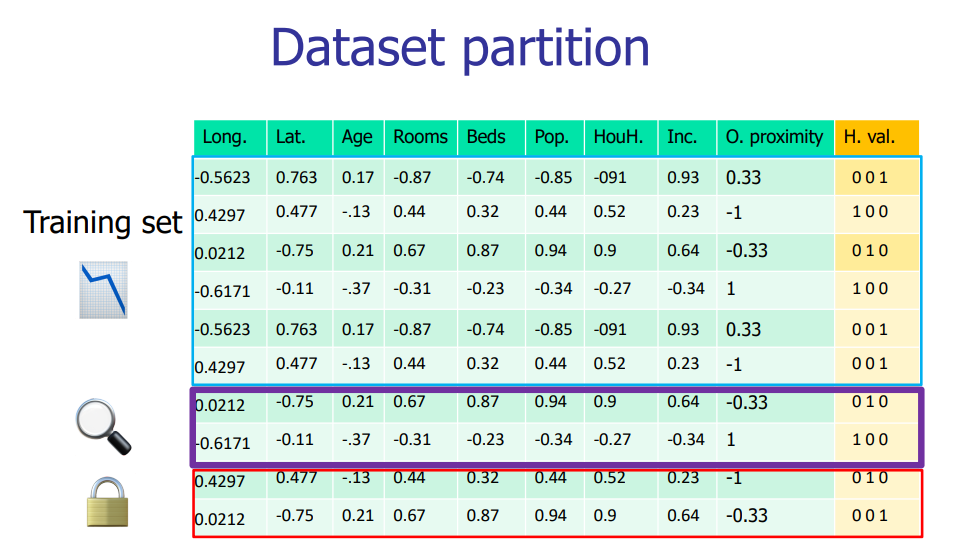 Dataset partition
Long. Lat. Age Rooms Beds Pop. HouH. Inc. O. proximity H. val.
-0.5623 0.763 0.17 -0.87 -0.74 -0.85 -091 0.93 0.33 0 0 1
Training set
0.4297 0.477 -.13 0.44 0.32 0.44 0.52 0.23 -1 1 0 0
0.0212 -0.75 0.21 0.67 0.87 0.94 0.9 0.64 -0.33 0 1 0
-0.6171 -0.11 -.37 -0.31 -0.23 -0.34 -0.27 -0.34 1 1 0 0
-0.5623 0.763 0.17 -0.87 -0.74 -0.85 -091 0.93 0.33 0 0 1
0.4297 0.477 -.13 0.44 0.32 0.44 0.52 0.23 -1 0 0 1
0.0212 -0.75 0.21 0.67 0.87 0.94 0.9 0.64 -0.33 0 1 0
-0.6171 -0.11 -.37 -0.31 -0.23 -0.34 -0.27 -0.34 1 1 0 0
0.4297 0.477 -.13 0.44 0.32 0.44 0.52 0.23 -1 0 1 0
0.0212 -0.75 0.21 0.67 0.87 0.94 0.9 0.64 -0.33 0 0 1